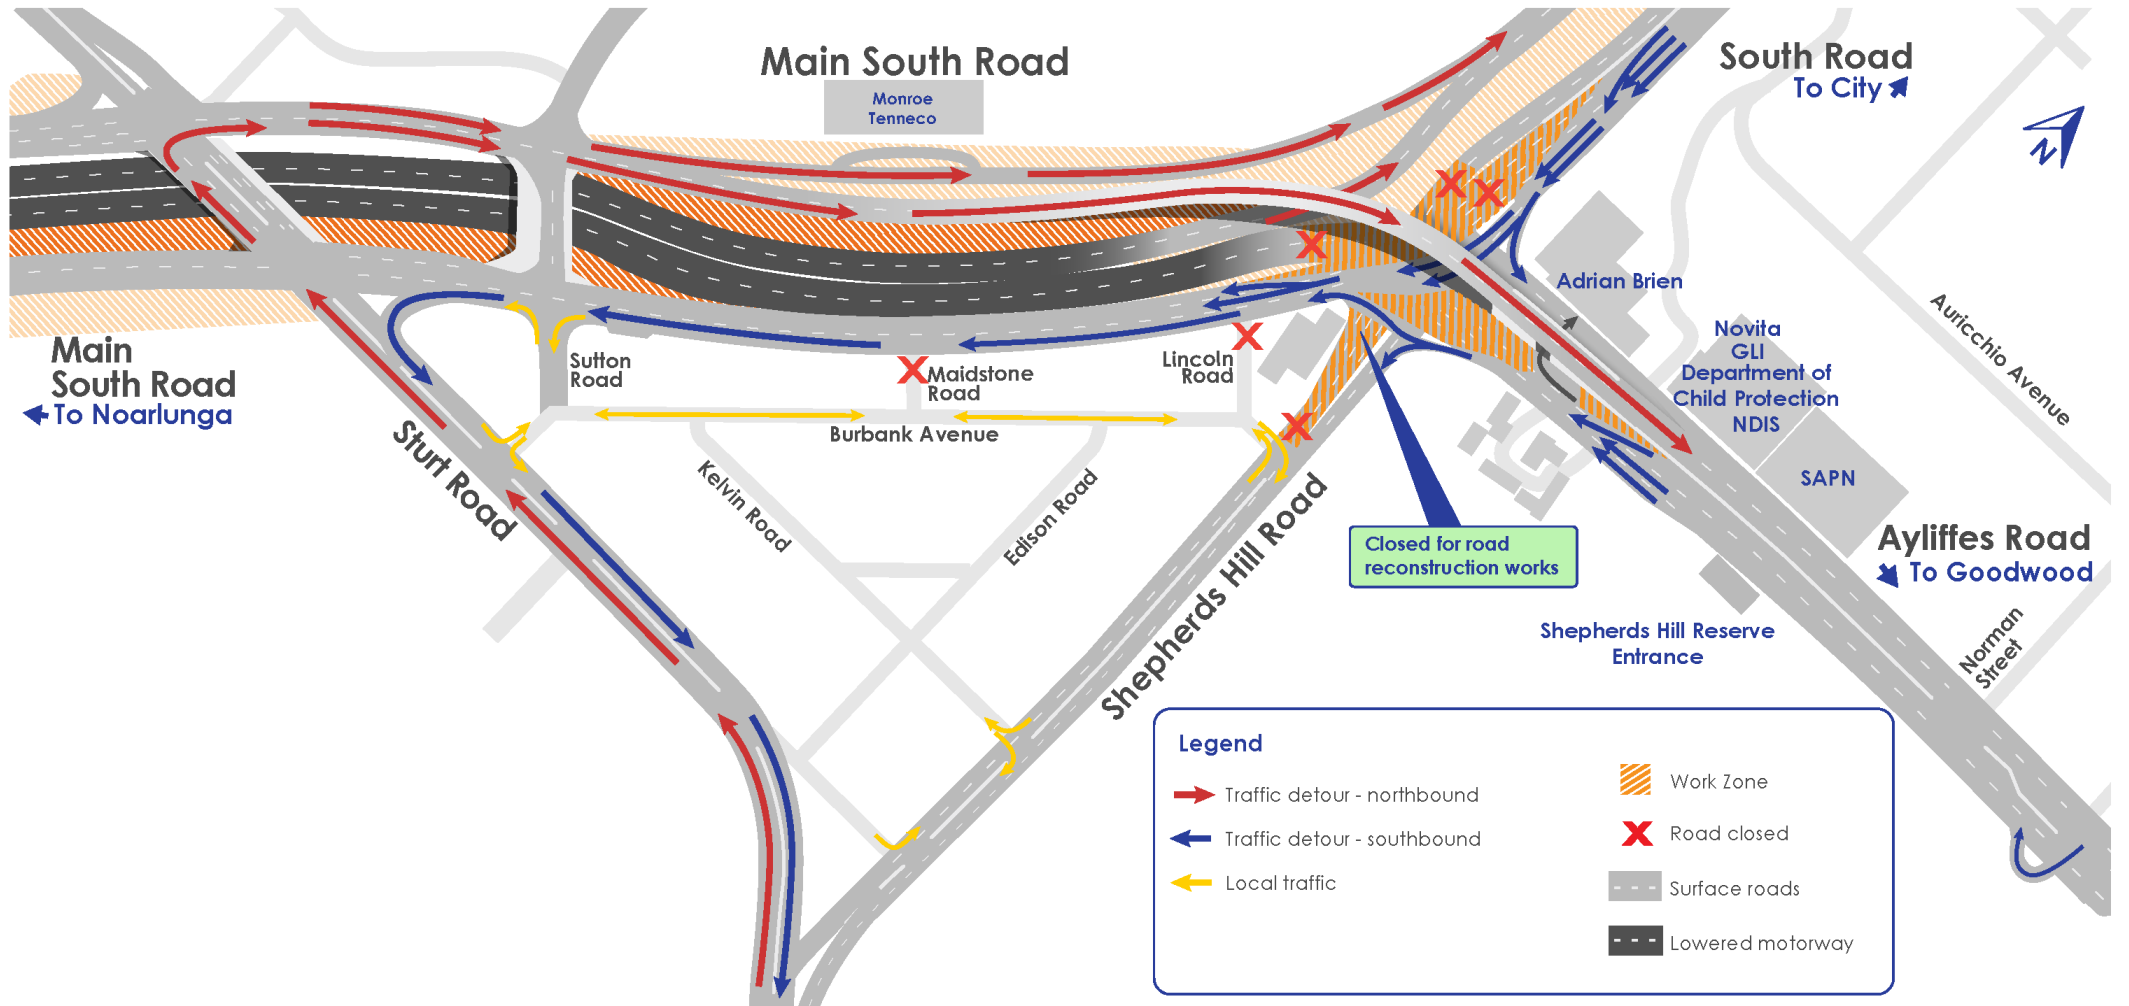 Main South Road
Monroe
Tenneco
South Road
To City
N
Adrian Brien
Auricchio Avenue
Novita
GLI
Department of
Child Protection
NDIS
SAPN
Main
South Road
To Noarlunga
Sutton
Road
Maidstone
Road
Lincoln
Road
Burbank Avenue
Sturt Road
Kelvin Road
Edison Road
Shepherds Hill Road
Closed for road
reconstruction works
Ayliffes Road
To Goodwood
Shepherds Hill Reserve
Entrance
Norman
Street
Legend
Traffic detour - northbound
Traffic detour - southbound
Local traffic
Work Zone
Road closed
Surface roads
Lowered motorway